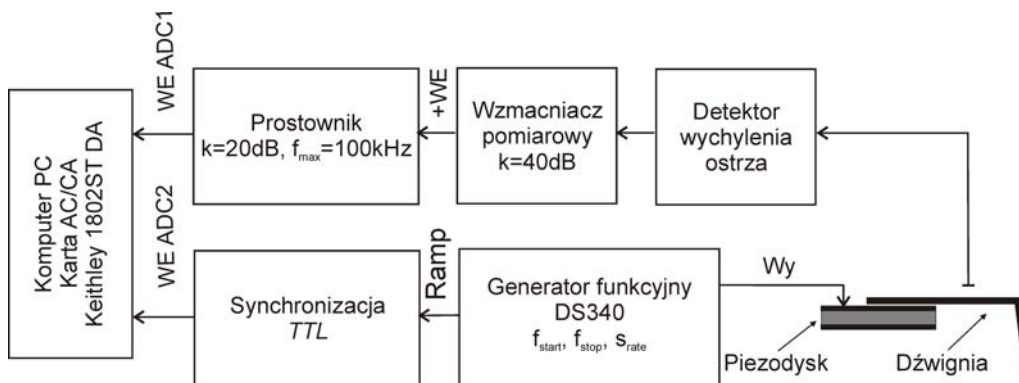 Komputer PC
Karta AC/CA
Keithley 1802ST DA
WE ADC1
WE ADC2
Prostownik
k=20dB, fmax=100kHz
+WE
Wzmacniacz
pomiarowy
k=40dB
Detektor
wychylenia
ostrza
Synchronizacja
TTL
Ramp
Generator funkcyjny
DS340
fstart, fstop, srate
Wy
Piezodysk
Dźwignia